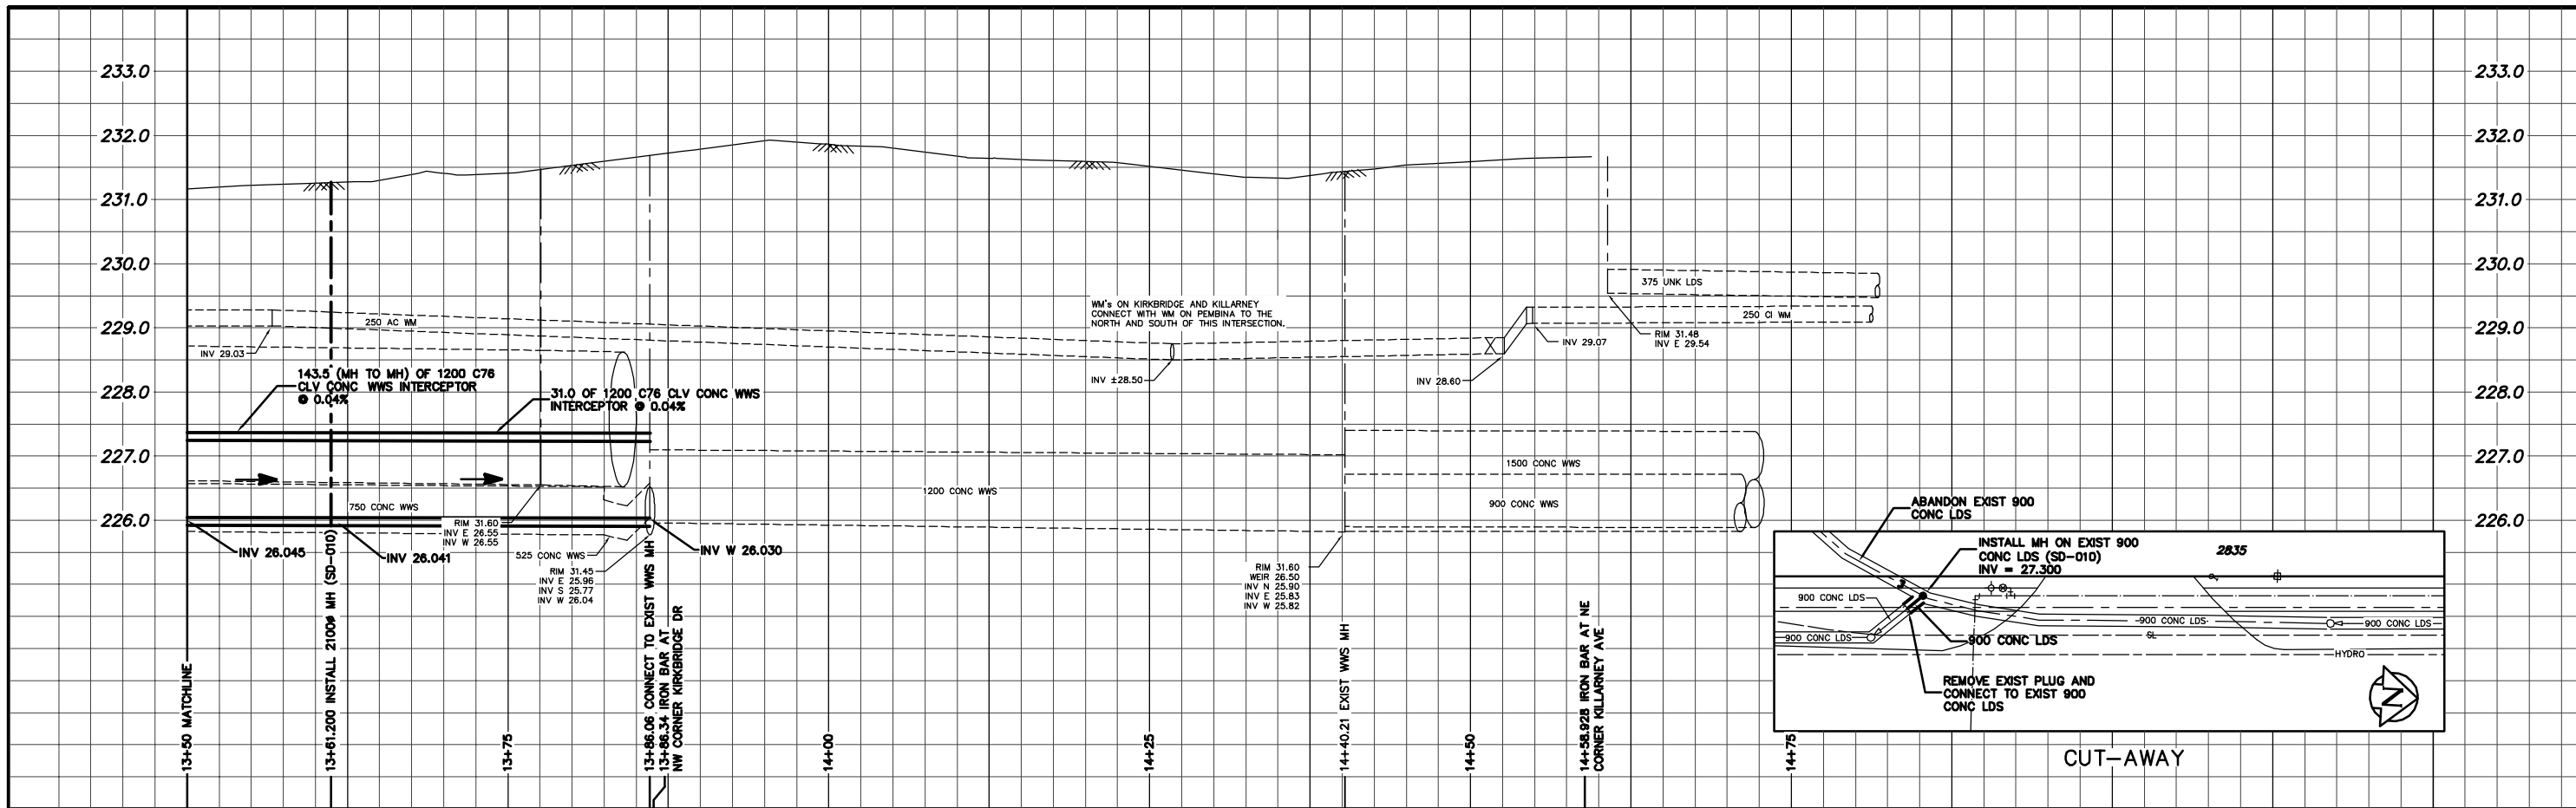 233.0
232.0
231.0
230.0
229.0
228.0
227.0
226.0
233.0
232.0
231.0
230.0
229.0
228.0
227.0
226.0
250 AC WM
INV 29.03
143.5 (MH TO MH) OF 1200 C76
CLV CONC WWS INTERCEPTOR
@ 0.04%
31.0 OF 1200 C76 CLV CONC WWS
INTERCEPTOR @ 0.04%
WM's ON KIRKBRIDGE AND KILLARNEY
CONNECT WITH WM ON PEMBINA TO THE
NORTH AND SOUTH OF THIS INTERSECTION.
INV ±28.50
INV 28.60
INV 29.07
375 UNK LDS
250 CI WM
RIM 31.48
INV E 29.54
750 CONC WWS
RIM 31.60
INV E 26.55
INV W 26.55
525 CONC WWS
RIM 31.45
INV E 25.96
INV S 25.77
INV W 26.04
INV 26.045
INV 26.041
INV W 26.030
1200 CONC WWS
1500 CONC WWS
900 CONC WWS
RIM 31.60
WEIR 26.50
INV N 25.90
INV E 25.83
INV W 25.82
13+50 MATCHLINE
13+61.200 INSTALL 2100ø MH (SD-010)
13+75
13+86.06 CONNECT TO EXIST WWS MH
13+86.34 IRON BAR AT
NW CORNER KIRKBRIDGE DR
14+00
14+25
14+40.21 EXIST WWS MH
14+50
14+58.928 IRON BAR AT NE
CORNER KILLARNEY AVE
14+75
ABANDON EXIST 900
CONC LDS
INSTALL MH ON EXIST 900
CONC LDS (SD-010)
INV = 27.300
2835
900 CONC LDS
900 CONC LDS
900 CONC LDS
900 CONC LDS
900 CONC LDS
SL
HYDRO
REMOVE EXIST PLUG AND
CONNECT TO EXIST 900
CONC LDS
N
CUT-AWAY